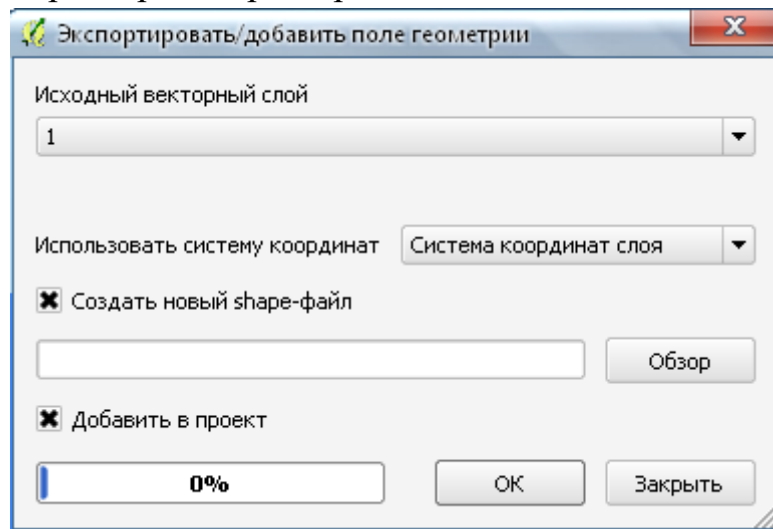 Экспортировать/добавить поле геометрии
Исходный векторный слой
1
Использовать систему координат Система координат слоя
Создать новый shape-файл
Обзор
Добавить в проект
0% OK Закрыть